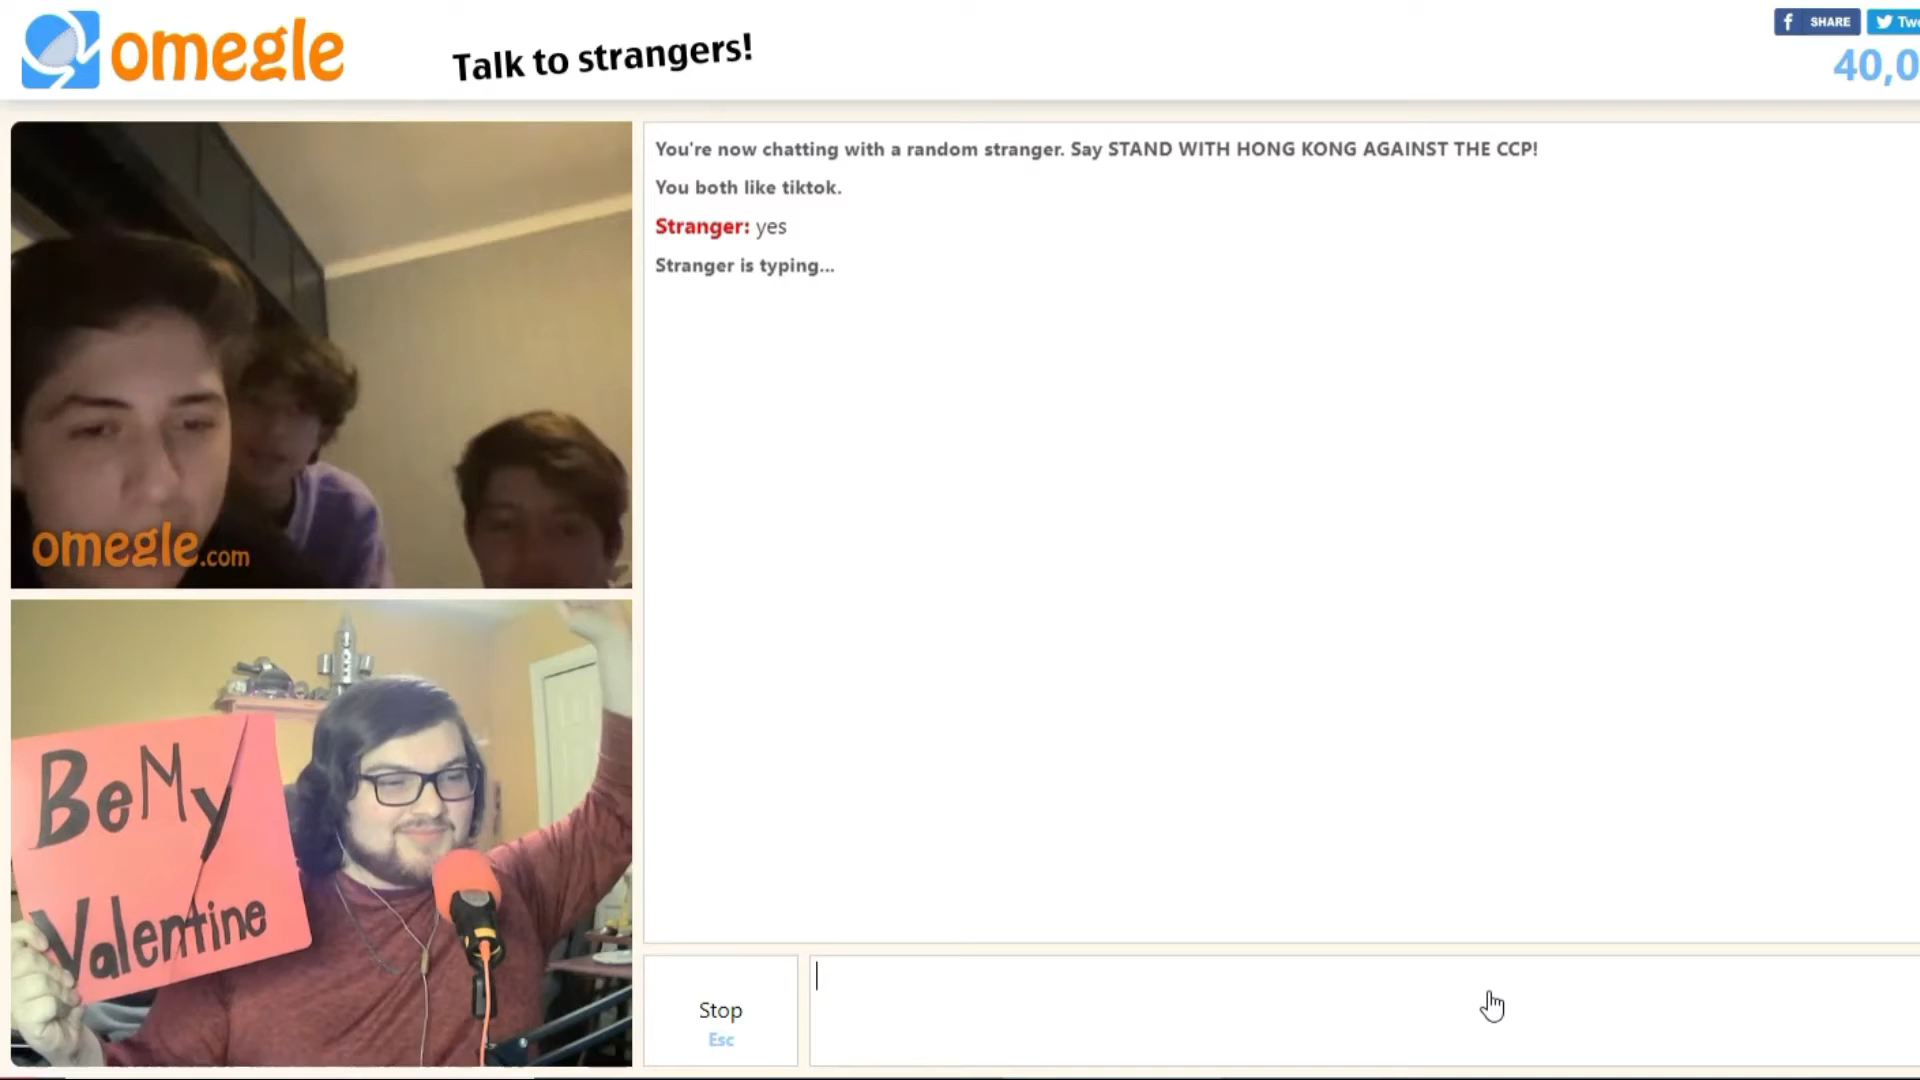 omegle
Talk to strangers!
SHARE
Twe
40,0
You're now chatting with a random stranger. Say STAND WITH HONG KONG AGAINST THE CCP!
You both like tiktok.
Stranger: yes
Stranger is typing...
omegle.com
Be My
Valentine
Stop
Esc